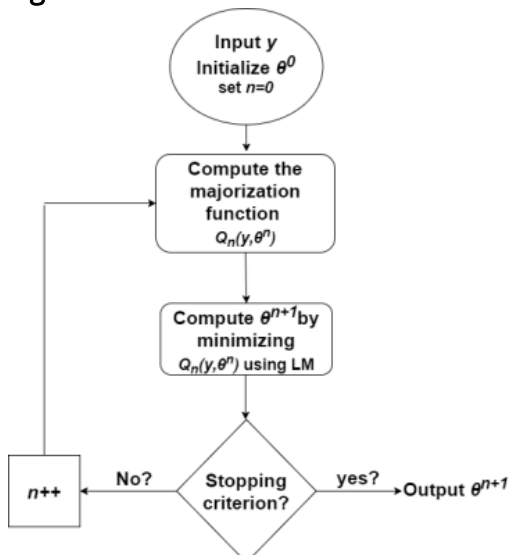 Input y
Initialize θ⁰
set n=0
Compute the
majorization
function
Qₙ(y,θⁿ)
Compute θⁿ⁺¹by
minimizing
Qₙ(y,θⁿ) using LM
Stopping
criterion?
No?
n++
yes?
Output θⁿ⁺¹